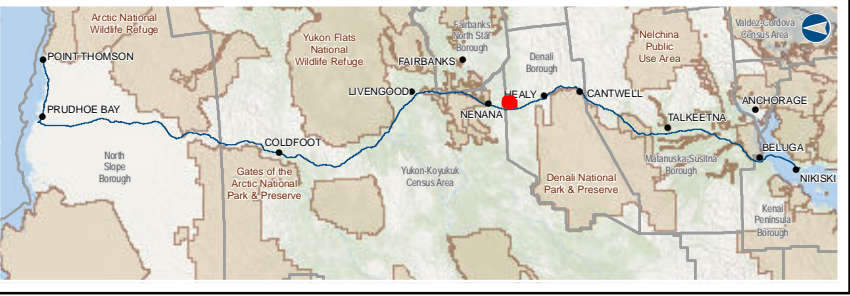 Arctic National
Wildlife Refuge
POINT THOMSON
PRUDHOE BAY
North
Slope
Borough
COLDFOOT
Gates of the
Arctic National
Park & Preserve
Yukon Flats
National
Wildlife Refuge
LIVENGOOD
Fairbanks
North Star
Borough
FAIRBANKS
NENANA
Yukon-Koyukuk
Census Area
Denali
Borough
HEALY
CANTWELL
Denali National
Park & Preserve
Nelchina
Public
Use Area
TALKEETNA
Matanuska-Susitna
Borough
Valdez-Cordova
Census Area
ANCHORAGE
BELUGA
NIKISKI
Kenai
Peninsula
Borough